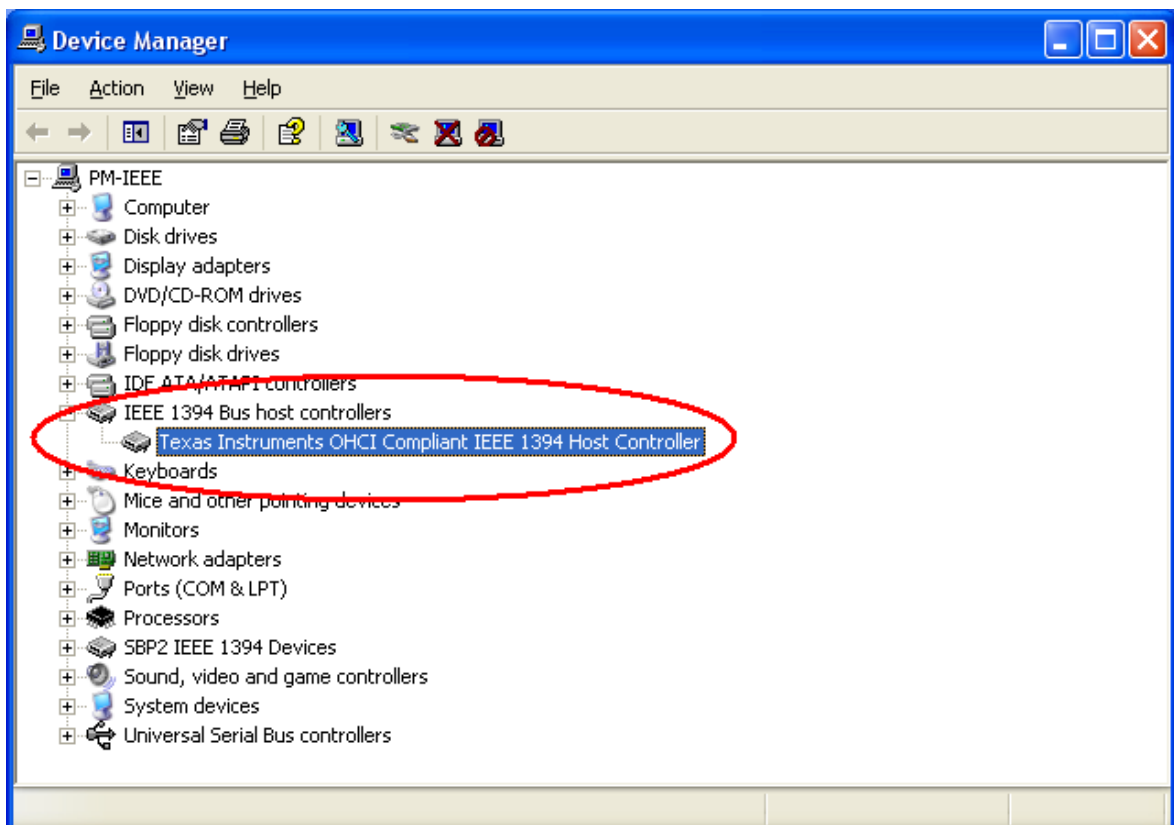 Device Manager
File Action View Help
PM-IEEE
Computer
Disk drives
Display adapters
DVD/CD-ROM drives
Floppy disk controllers
Floppy disk drives
IDE ATA/ATAPI controllers
IEEE 1394 Bus host controllers
Texas Instruments OHCI Compliant IEEE 1394 Host Controller
Keyboards
Mice and other pointing devices
Monitors
Network adapters
Ports (COM & LPT)
Processors
SBP2 IEEE 1394 Devices
Sound, video and game controllers
System devices
Universal Serial Bus controllers